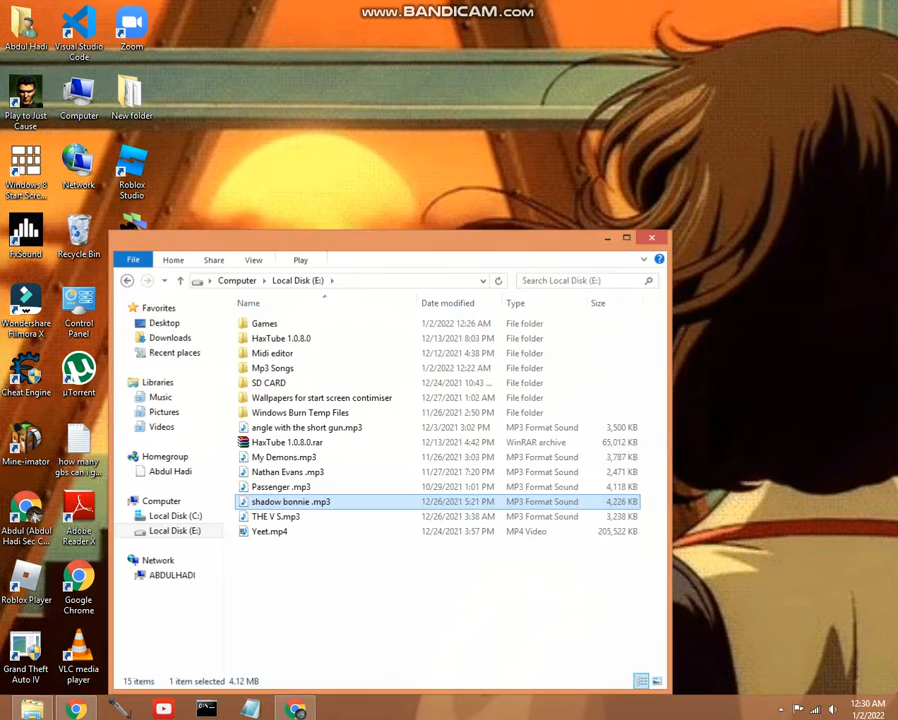 www.BANDICAM.com
Abdul Hadi
Visual Studio
Code
Zoom
Play to Just
Cause
Computer
New folder
Windows 8
Start Scre...
Network
Roblox
Studio
FxSound
Recycle Bin
Wondershare
Filmora X
Control
Panel
Cheat Engine
µTorrent
Mine-imator
how many
gbs can i g...
Abdul (Abdul
Hadi Sec C...
Adobe
Reader X
Roblox Player
Google
Chrome
Grand Theft
Auto IV
VLC media
player
File Home Share View Play
Computer Local Disk (E:)
Search Local Disk (E:)
Favorites
Desktop
Downloads
Recent places
Libraries
Music
Pictures
Videos
Homegroup
Abdul Hadi
Computer
Local Disk (C:)
Local Disk (E:)
Network
ABDULHADI
Name Date modified Type Size
Games 1/2/2022 12:26 AM File folder
HaxTube 1.0.8.0 12/13/2021 8:03 PM File folder
Midi editor 12/12/2021 4:38 PM File folder
Mp3 Songs 1/2/2022 12:22 AM File folder
SD CARD 12/24/2021 10:43 ... File folder
Wallpapers for start screen contimiser 12/27/2021 1:02 AM File folder
Windows Burn Temp Files 11/26/2021 2:50 PM File folder
angle with the short gun.mp3 12/3/2021 3:02 PM MP3 Format Sound 3,500 KB
HaxTube 1.0.8.0.rar 12/13/2021 4:42 PM WinRAR archive 65,012 KB
My Demons.mp3 11/26/2021 3:03 PM MP3 Format Sound 3,787 KB
Nathan Evans .mp3 11/27/2021 7:20 PM MP3 Format Sound 2,471 KB
Passenger .mp3 10/29/2021 1:01 PM MP3 Format Sound 4,118 KB
shadow bonnie .mp3 12/26/2021 5:21 PM MP3 Format Sound 4,226 KB
THE V S.mp3 12/26/2021 3:38 AM MP3 Format Sound 3,238 KB
Yeet.mp4 12/24/2021 3:57 PM MP4 Video 205,522 KB
15 items 1 item selected 4.12 MB
12:30 AM
1/2/2022